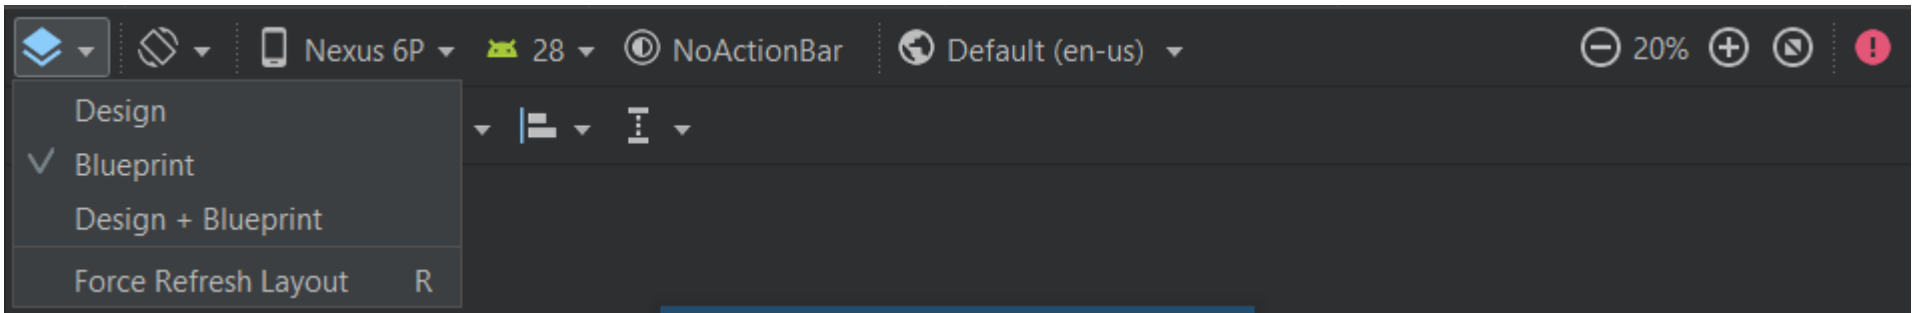 Nexus 6P 28 NoActionBar Default (en-us) 20%
Design
Blueprint
Design + Blueprint
Force Refresh Layout R